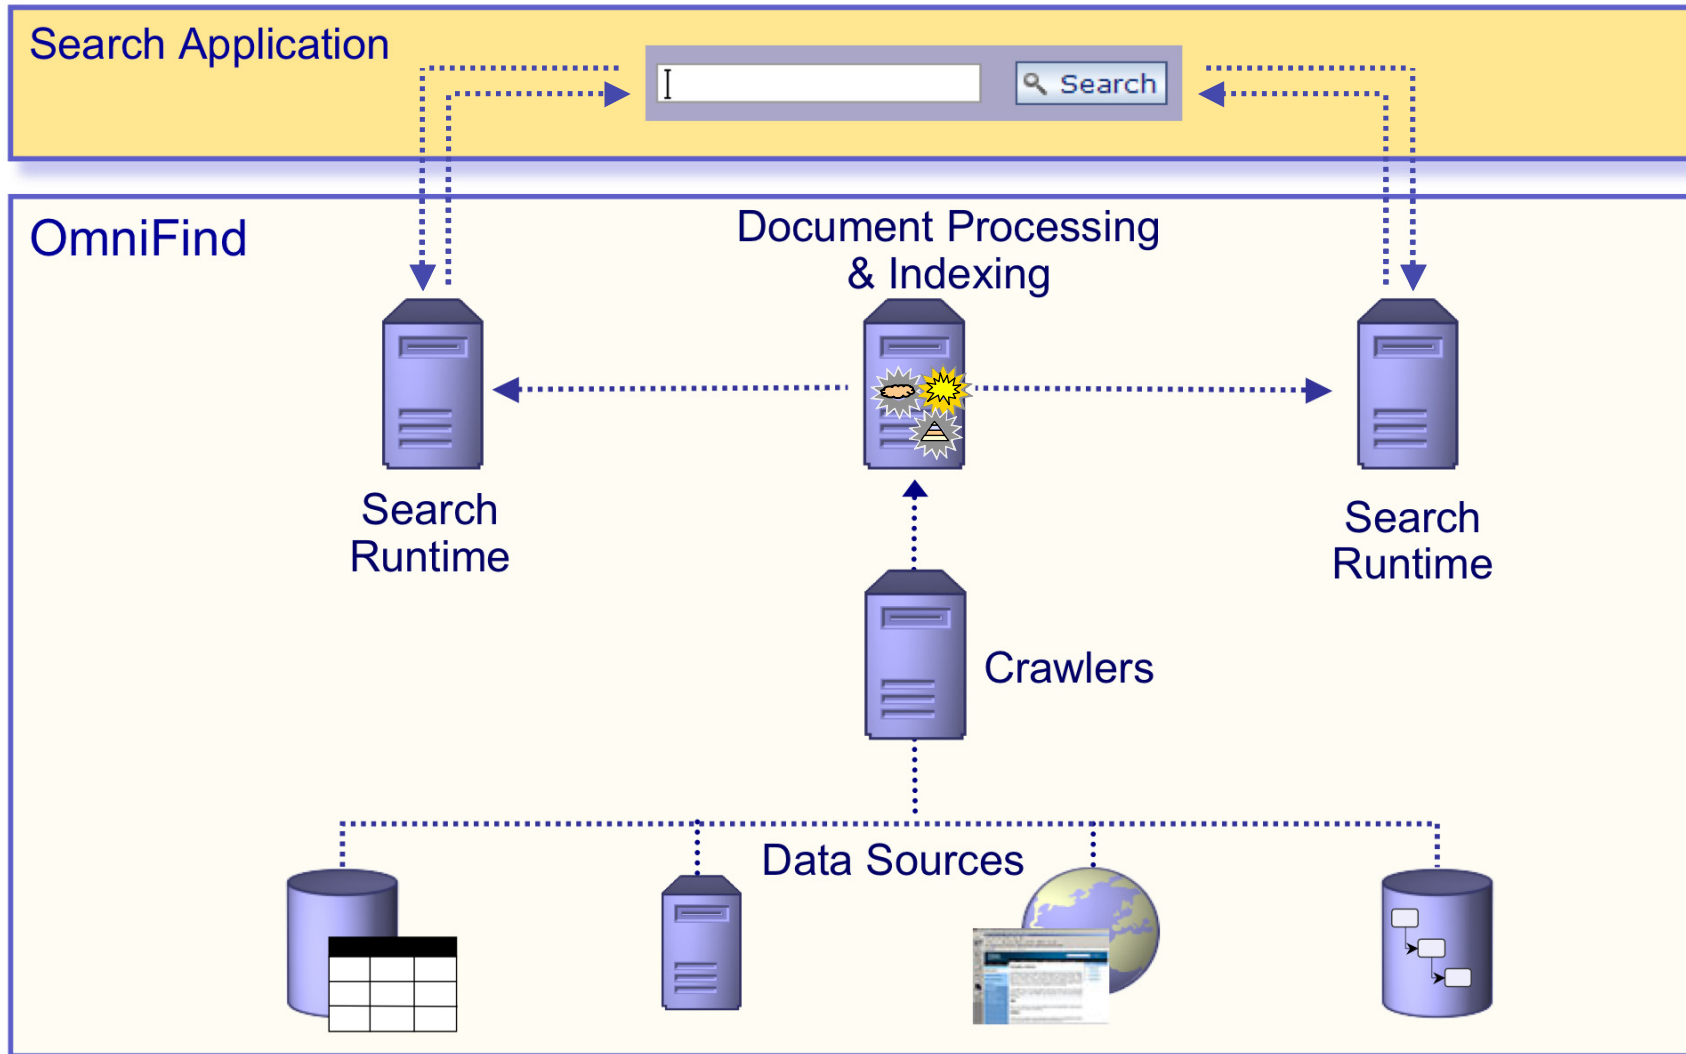 Search Application
Search
OmniFind
Document Processing
& Indexing
Search
Runtime
Search
Runtime
Crawlers
Data Sources